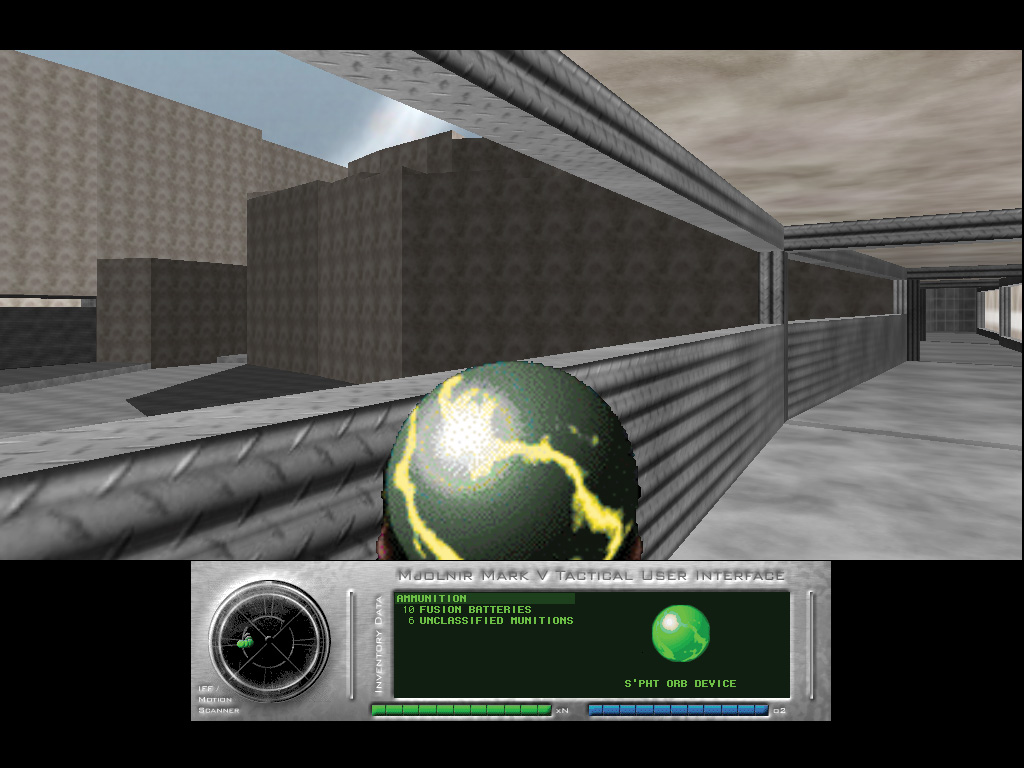 Mjolnir Mark V Tactical User Interface
Inventory Data
AMMUNITION
10 FUSION BATTERIES
6 UNCLASSIFIED MUNITIONS
S'PHT ORB DEVICE
IFF /
Motion
Scanner
xN
o2